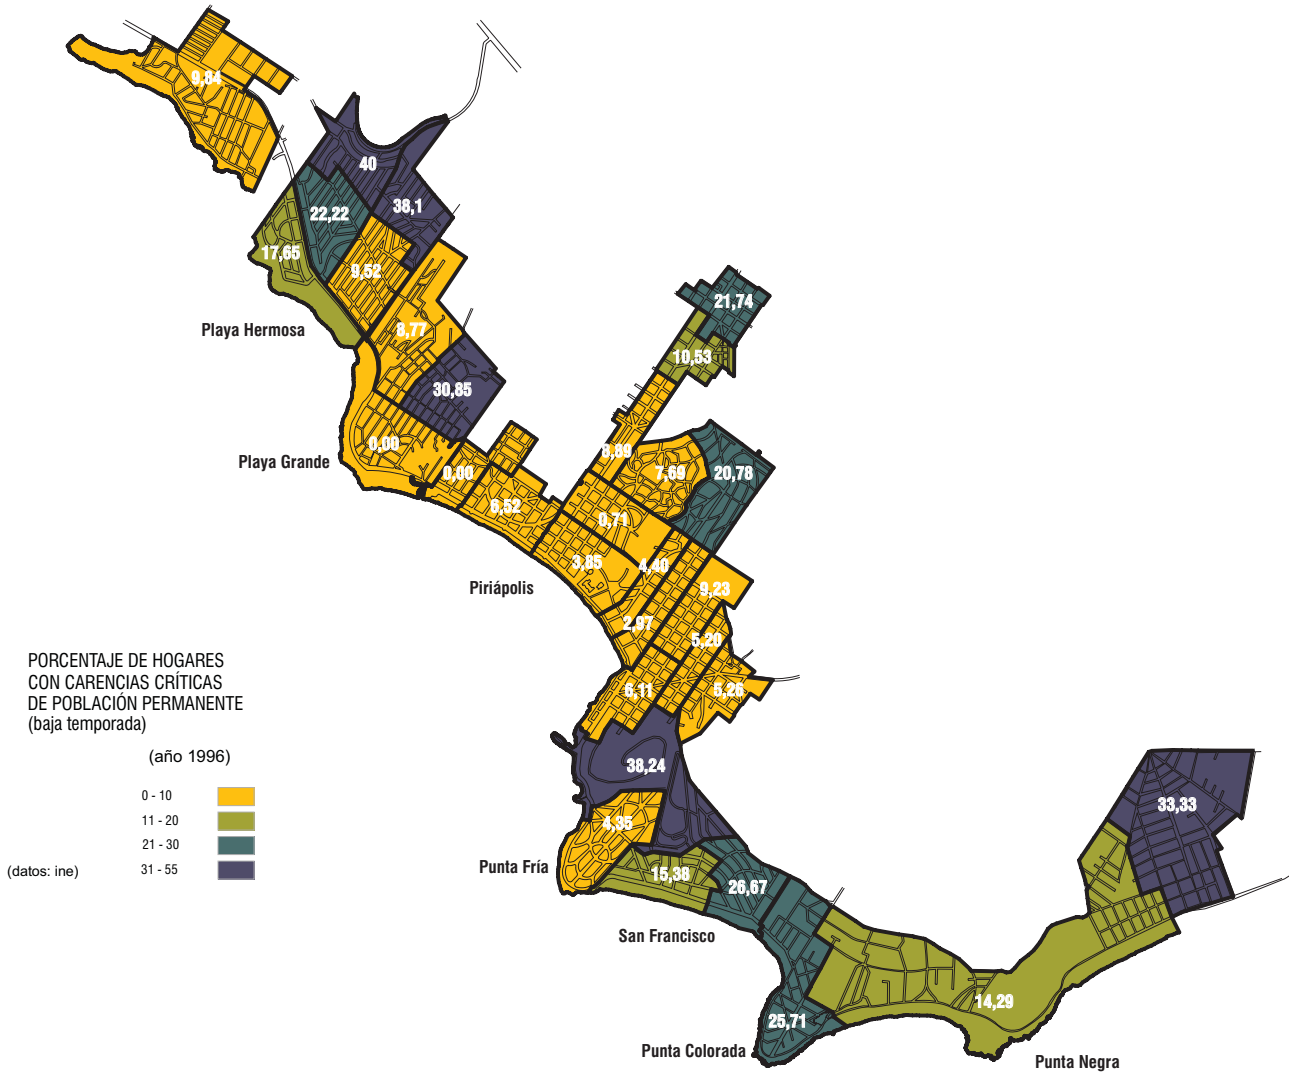 9,84
40
38,1
22,22
17,65
9,52
Playa Hermosa
8,77
21,74
10,53
30,85
0,00
Playa Grande
0,00
8,89
7,69
20,78
6,52
0,71
3,85
4,40
Piriápolis
9,23
2,97
5,20
6,11
5,26
PORCENTAJE DE HOGARES
CON CARENCIAS CRÍTICAS
DE POBLACIÓN PERMANENTE
(baja temporada)
(año 1996)
0 - 10
11 - 20
21 - 30
31 - 55
(datos: ine)
38,24
33,33
4,35
Punta Fría
15,38
26,67
San Francisco
14,29
25,71
Punta Colorada
Punta Negra